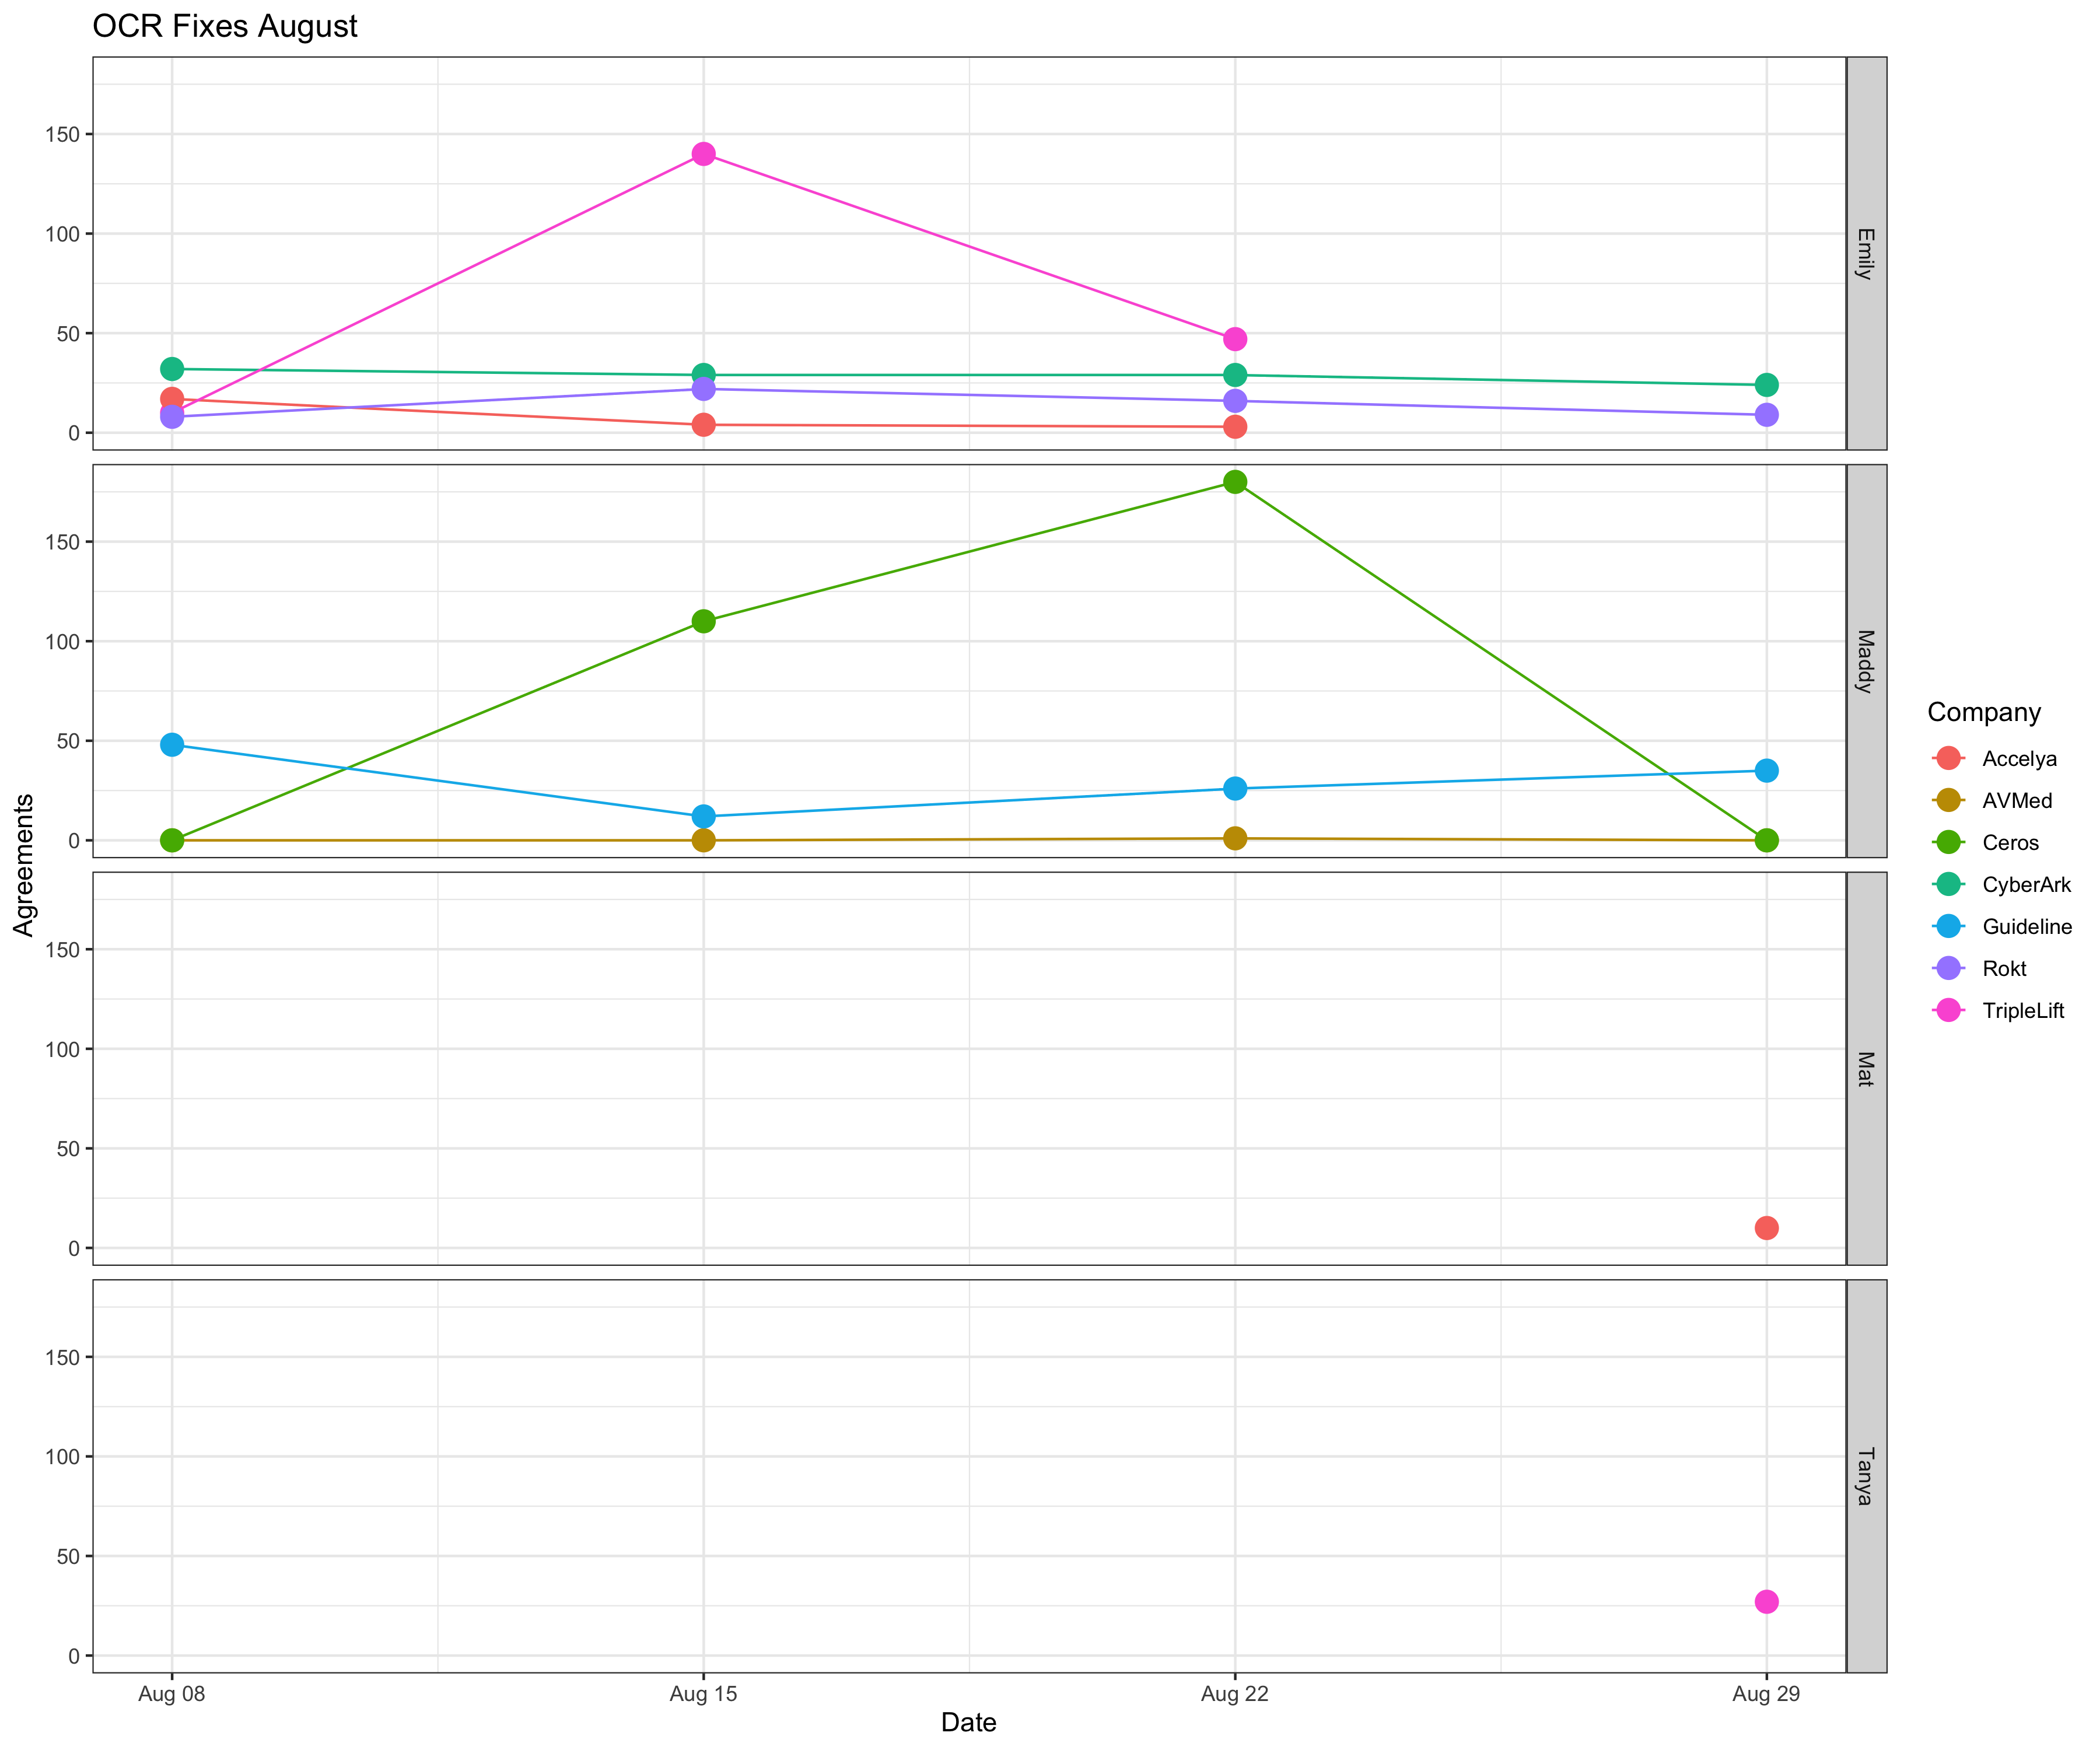 OCR Fixes August
150
100
50
0
Emily
150
100
50
0
Maddy
150
100
50
0
Mat
150
100
50
0
Tanya
Aug 08 Aug 15 Aug 22 Aug 29
Date
Agreements
Company
Accelya
AVMed
Ceros
CyberArk
Guideline
Rokt
TripleLift